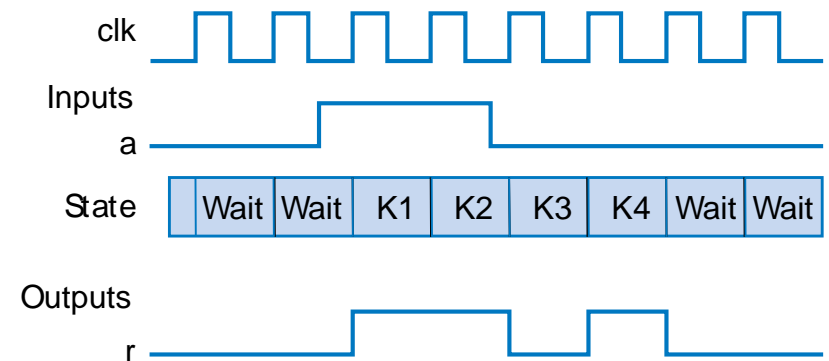 clk
Inputs
a
State Wait Wait K1 K2 K3 K4 Wait Wait
Outputs
r